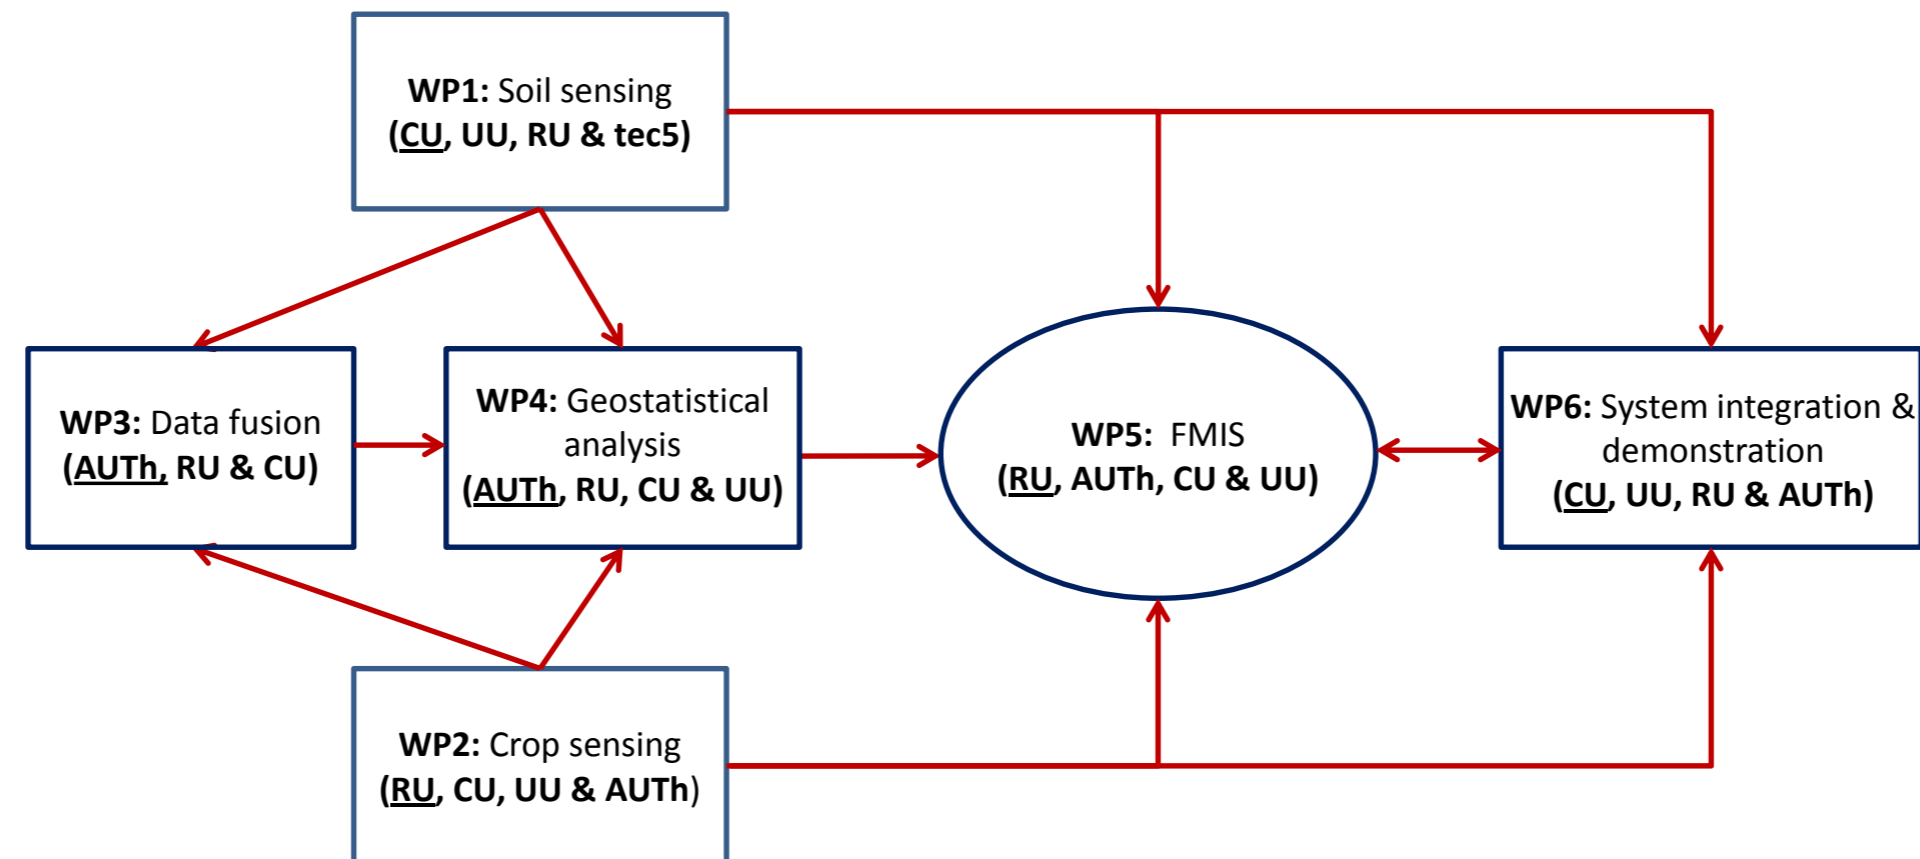 WP1: Soil sensing
(CU, UU, RU & tec5)
WP3: Data fusion
(AUTh, RU & CU)
WP4: Geostatistical
analysis
(AUTh, RU, CU & UU)
WP5: FMIS
(RU, AUTh, CU & UU)
WP6: System integration &
demonstration
(CU, UU, RU & AUTh)
WP2: Crop sensing
(RU, CU, UU & AUTh)